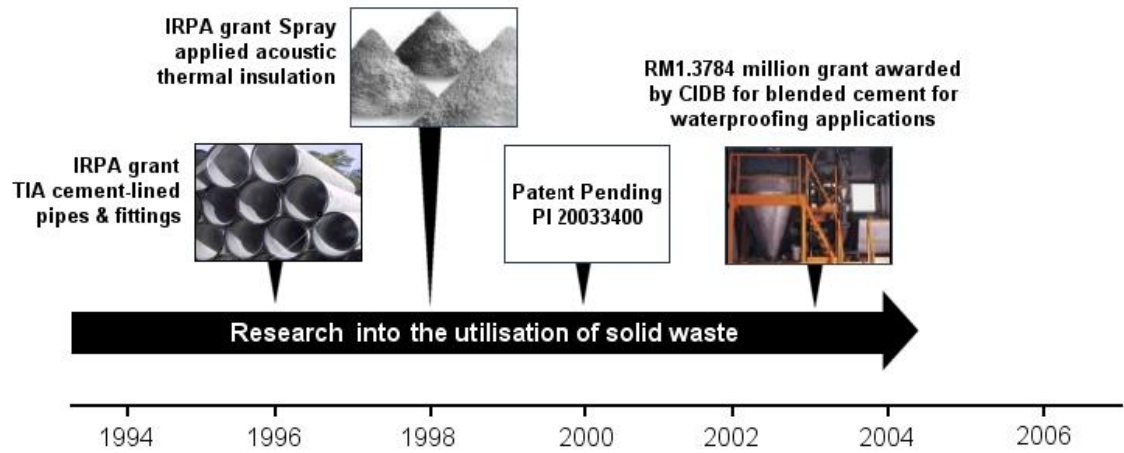 IRPA grant Spray
applied acoustic
thermal insulation
RM1.3784 million grant awarded
by CIDB for blended cement for
waterproofing applications
IRPA grant
TIA cement-lined
pipes & fittings
Patent Pending
PI 20033400
Research into the utilisation of solid waste
1994 1996 1998 2000 2002 2004 2006